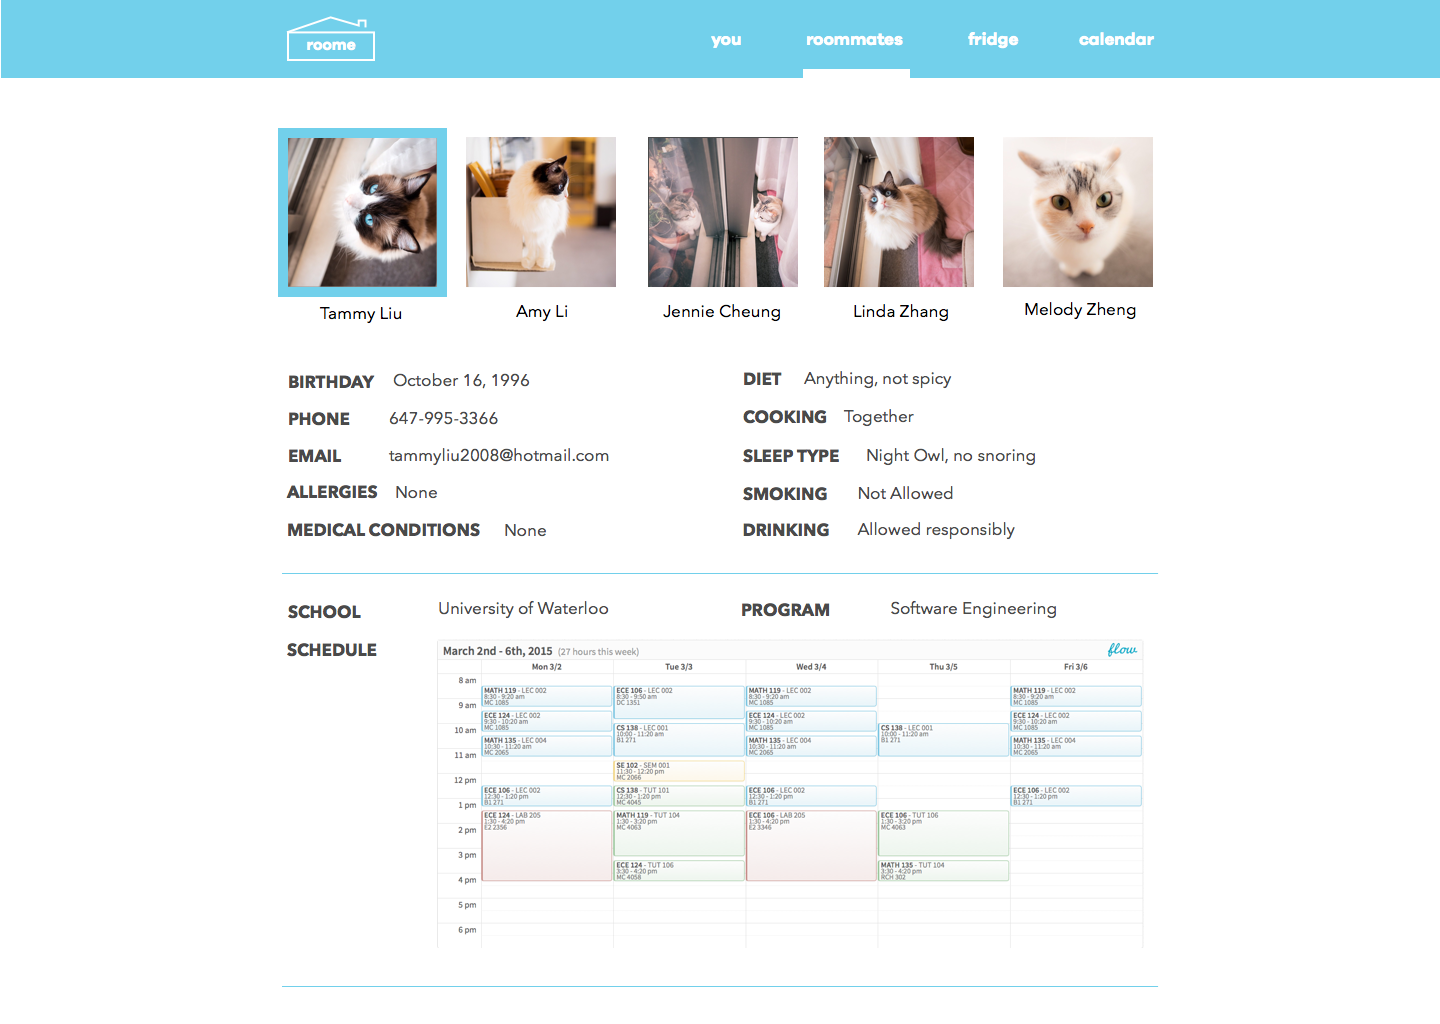 roome
you roommates fridge calendar
Tammy Liu Amy Li Jennie Cheung Linda Zhang Melody Zheng
BIRTHDAY October 16, 1996
PHONE 647-995-3366
EMAIL tammyliu2008@hotmail.com
ALLERGIES None
MEDICAL CONDITIONS None
DIET Anything, not spicy
COOKING Together
SLEEP TYPE Night Owl, no snoring
SMOKING Not Allowed
DRINKING Allowed responsibly
SCHOOL University of Waterloo PROGRAM Software Engineering
SCHEDULE
March 2nd - 6th, 2015 (27 hours this week) flow
Mon 3/2 Tue 3/3 Wed 3/4 Thu 3/5 Fri 3/6
8 am
9 am
10 am
11 am
12 pm
1 pm
2 pm
3 pm
4 pm
5 pm
6 pm
MATH 119 - LEC 002
8:30 - 9:20 am
MC 1085
ECE 124 - LEC 002
9:30 - 10:20 am
MC 1085
MATH 135 - LEC 004
10:30 - 11:20 am
MC 2065
ECE 106 - LEC 002
12:30 - 1:20 pm
B1 271
ECE 124 - LAB 205
1:30 - 4:20 pm
E2 2356
ECE 106 - LEC 002
8:30 - 9:50 am
DC 1351
CS 138 - LEC 001
10:00 - 11:20 am
B1 271
SE 102 - SEM 001
11:30 - 12:20 pm
MC 2066
CS 138 - TUT 101
12:30 - 1:20 pm
MC 4045
MATH 119 - TUT 104
1:30 - 3:20 pm
MC 4063
ECE 124 - TUT 106
3:30 - 4:20 pm
MC 4058
MATH 119 - LEC 002
8:30 - 9:20 am
MC 1085
ECE 124 - LEC 002
9:30 - 10:20 am
MC 1085
MATH 135 - LEC 004
10:30 - 11:20 am
MC 2065
ECE 106 - LEC 002
12:30 - 1:20 pm
B1 271
ECE 106 - LAB 205
1:30 - 4:20 pm
E2 3346
CS 138 - LEC 001
10:00 - 11:20 am
B1 271
ECE 106 - TUT 106
1:30 - 3:20 pm
MC 4063
MATH 135 - TUT 104
3:30 - 4:20 pm
RCH 302
MATH 119 - LEC 002
8:30 - 9:20 am
MC 1085
ECE 124 - LEC 002
9:30 - 10:20 am
MC 1085
MATH 135 - LEC 004
10:30 - 11:20 am
MC 2065
ECE 106 - LEC 002
12:30 - 1:20 pm
B1 271